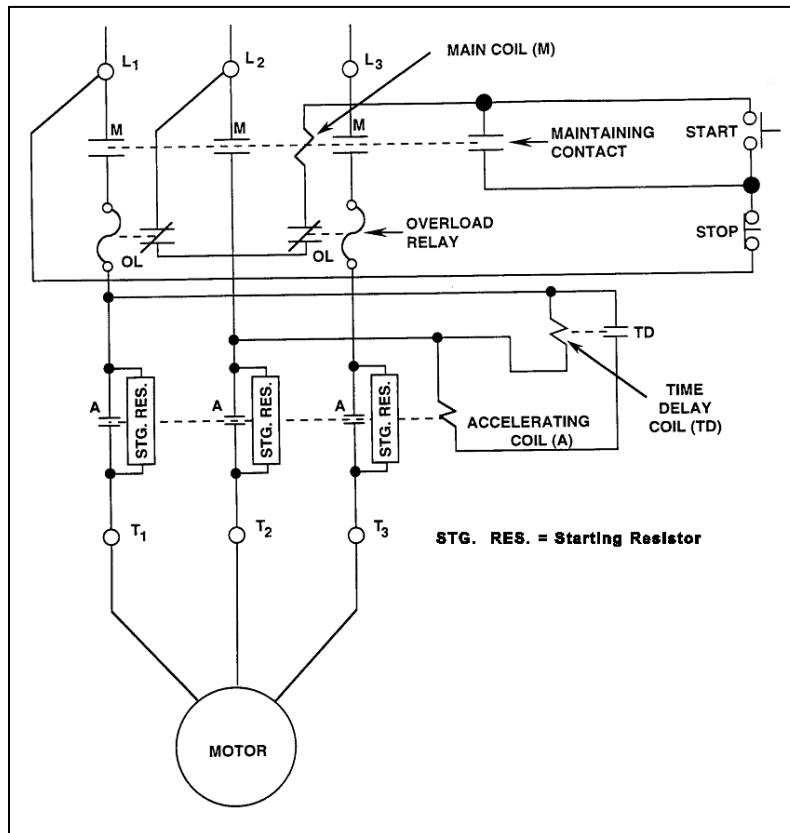 L1
L2
L3
MAIN COIL (M)
M
M
M
MAINTAINING
CONTACT
START
OL
OL
OVERLOAD
RELAY
STOP
TD
A
STG. RES.
A
STG. RES.
A
STG. RES.
ACCELERATING
COIL (A)
TIME
DELAY
COIL (TD)
T1
T2
T3
STG. RES. = Starting Resistor
MOTOR